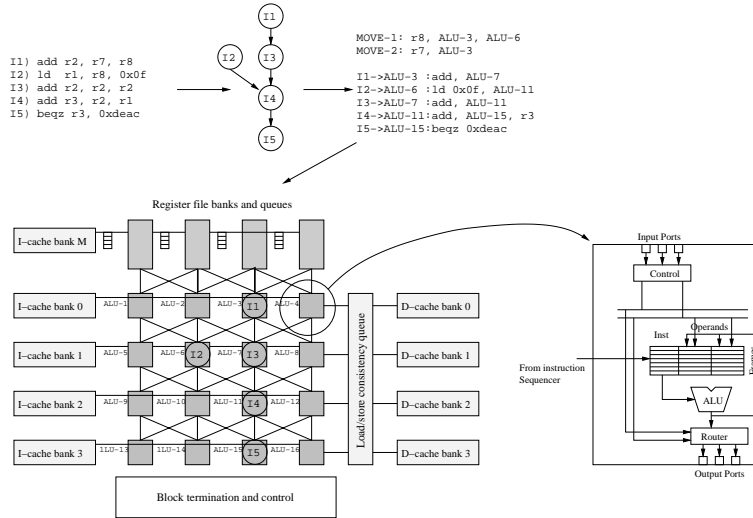 I1) add r2, r7, r8
I2) ld r1, r8, 0x0f
I3) add r2, r2, r2
I4) add r3, r2, r1
I5) beqz r3, 0xdeac
I1
I2
I3
I4
I5
MOVE-1: r8, ALU-3, ALU-6
MOVE-2: r7, ALU-3
I1->ALU-3 :add, ALU-7
I2->ALU-6 :ld 0x0f, ALU-11
I3->ALU-7 :add, ALU-11
I4->ALU-11:add, ALU-15, r3
I5->ALU-15:beqz 0xdeac
Register file banks and queues
I-cache bank M
I-cache bank 0
ALU-1
ALU-2
ALU-3
I1
ALU-4
D-cache bank 0
I-cache bank 1
ALU-5
ALU-6
I2
ALU-7
I3
ALU-8
D-cache bank 1
I-cache bank 2
ALU-9
ALU-10
ALU-11
I4
ALU-12
D-cache bank 2
I-cache bank 3
1LU-13
1LU-14
ALU-15
I5
ALU-16
D-cache bank 3
Load/store consistency queue
Block termination and control
Input Ports
Control
Inst
Operands
Frames
From instruction
Sequencer
ALU
Router
Output Ports